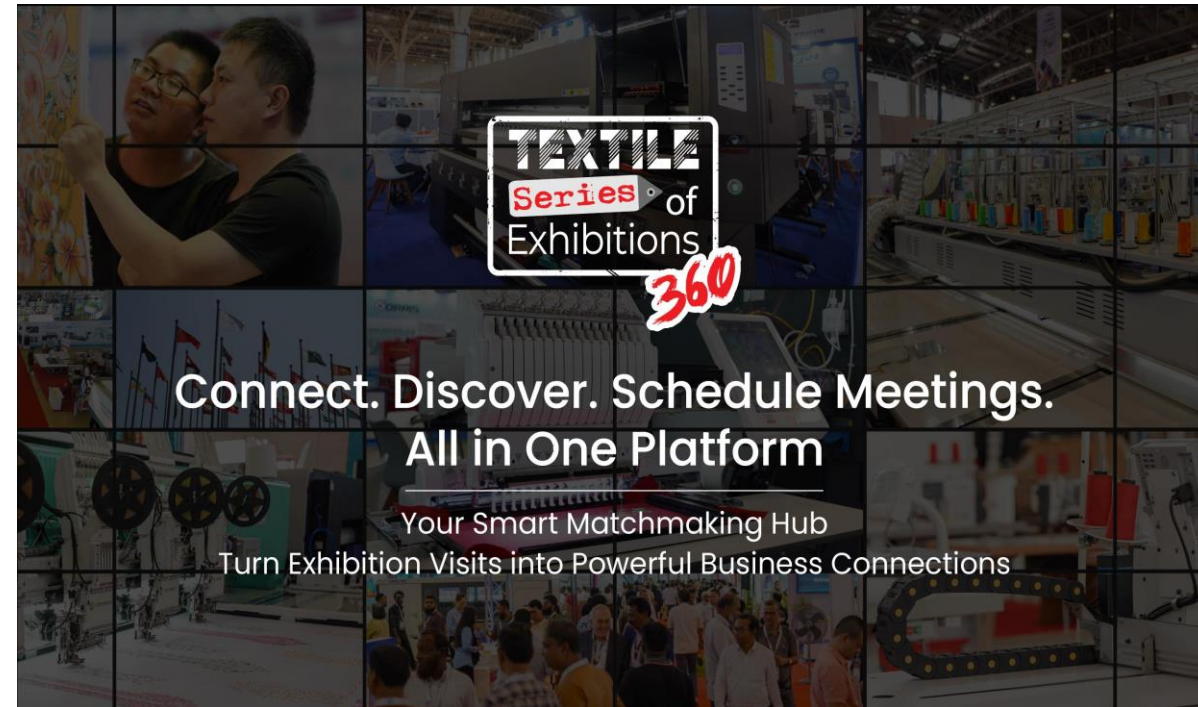 TEXTILE
Series of
Exhibitions
360
Connect. Discover. Schedule Meetings.
All in One Platform
Your Smart Matchmaking Hub
Turn Exhibition Visits into Powerful Business Connections